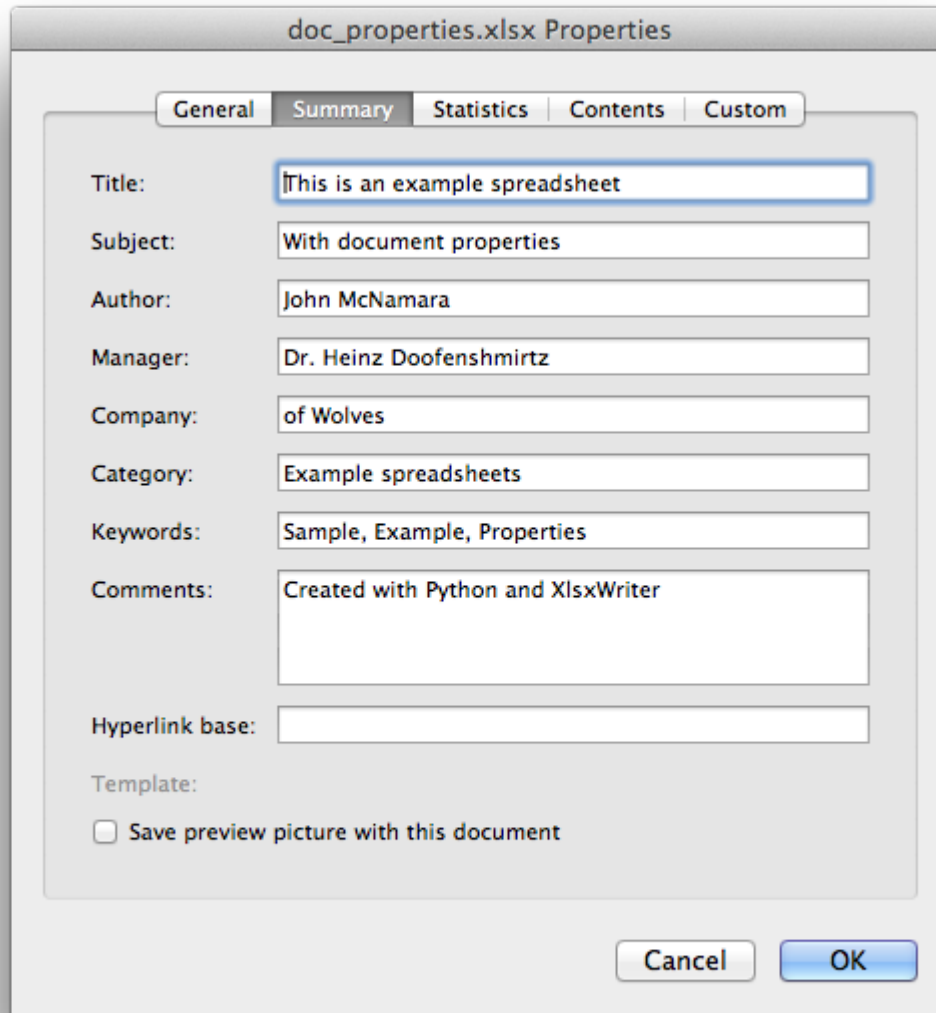 doc_properties.xlsx Properties
General Summary Statistics Contents Custom
Title: This is an example spreadsheet
Subject: With document properties
Author: John McNamara
Manager: Dr. Heinz Doofenshmirtz
Company: of Wolves
Category: Example spreadsheets
Keywords: Sample, Example, Properties
Comments: Created with Python and XlsxWriter
Hyperlink base:
Template:
Save preview picture with this document
Cancel OK